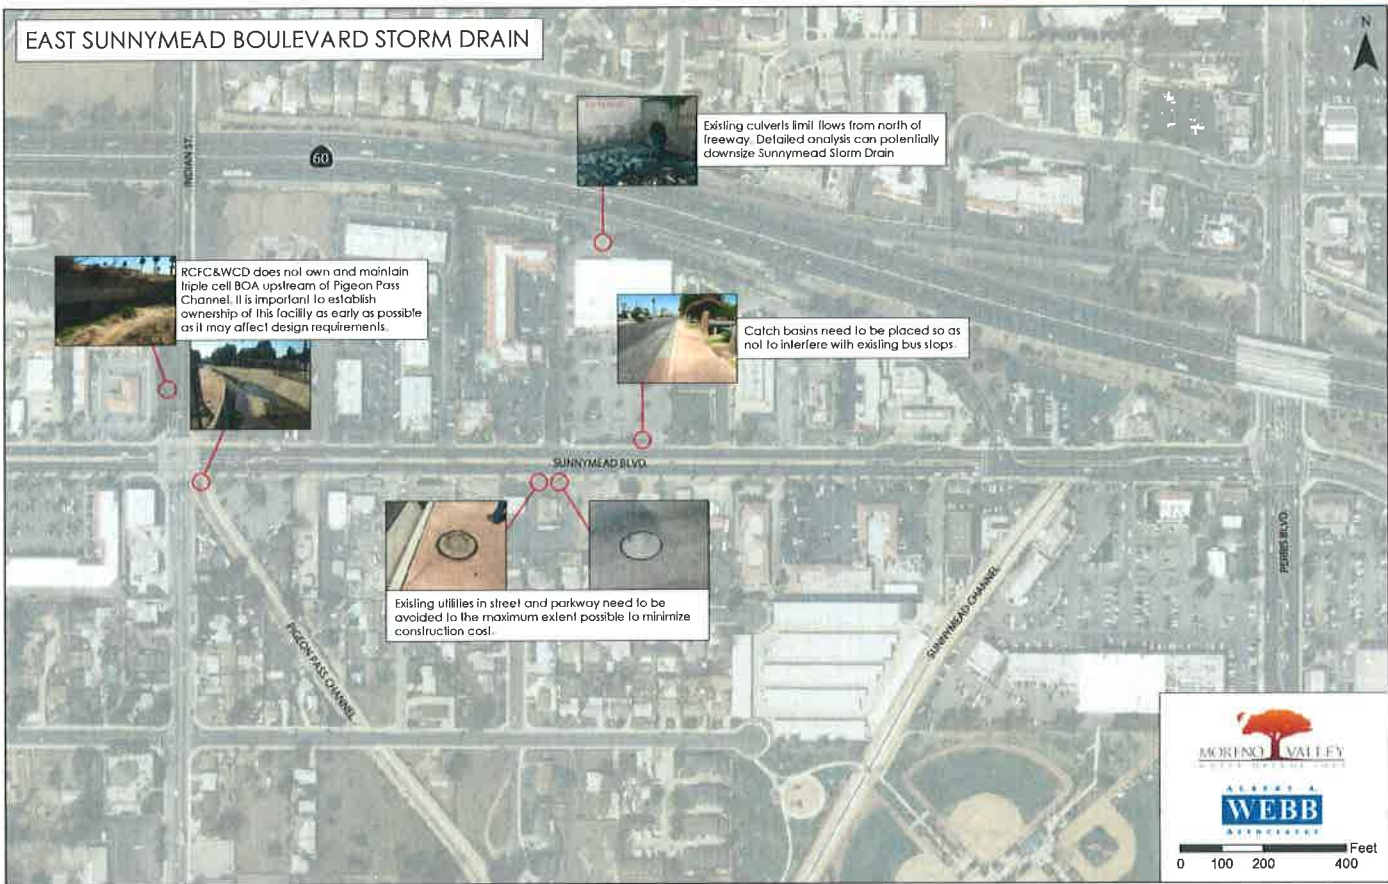 EAST SUNNYMEAD BOULEVARD STORM DRAIN
N
INDIAN ST.
60
Existing culverts limit flows from north of
freeway. Detailed analysis can potentially
downsize Sunnymead Storm Drain
RCFC&WCD does not own and maintain
triple cell BOA upstream of Pigeon Pass
Channel. It is important to establish
ownership of this facility as early as possible
as it may affect design requirements.
Catch basins need to be placed so as
not to interfere with existing bus stops.
SUNNYMEAD BLVD.
Existing utilities in street and parkway need to be
avoided to the maximum extent possible to minimize
construction cost.
PIGEON PASS CHANNEL
SUNNYMEAD CHANNEL
PERRIS BLVD.
MORENO VALLEY
WHERE DREAMS SOAR
ALBERT A.
WEBB
ASSOCIATES
Feet
0 100 200 400